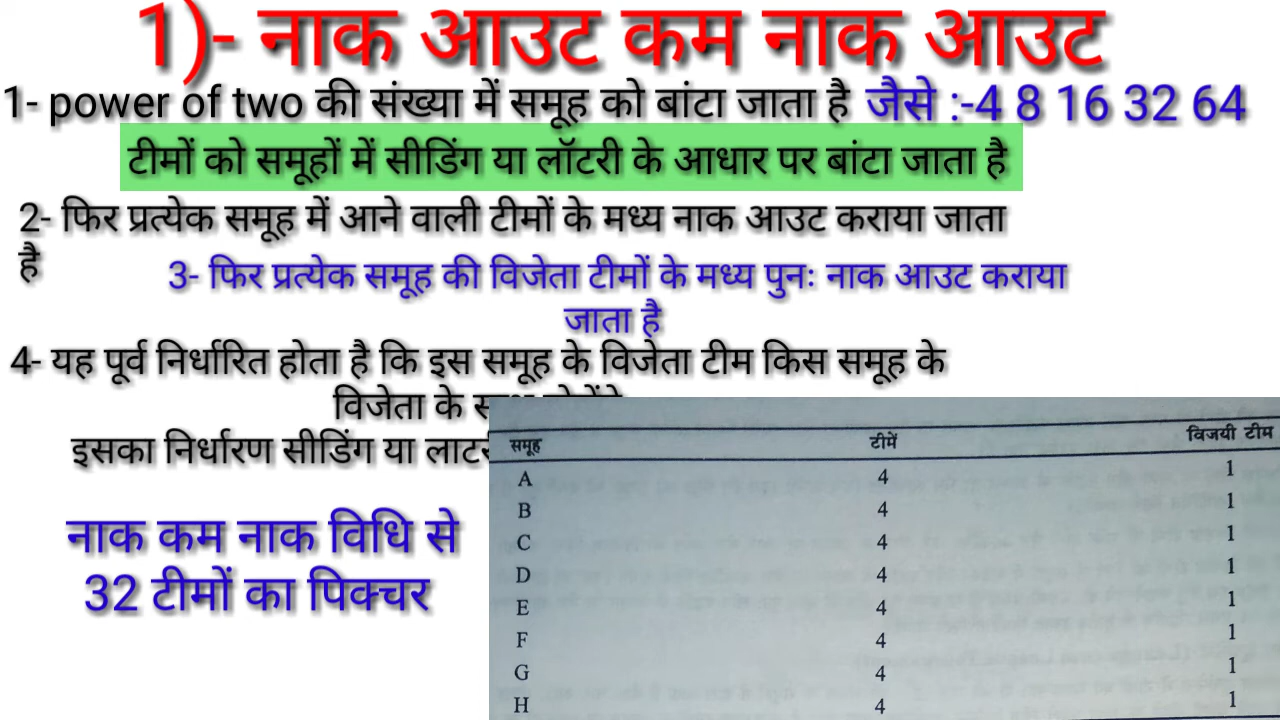 1)- नाक आउट कम नाक आउट
1- power of two की संख्या में समूह को बांटा जाता है जैसे :-4 8 16 32 64
टीमों को समूहों में सीडिंग या लॉटरी के आधार पर बांटा जाता है
2- फिर प्रत्येक समूह में आने वाली टीमों के मध्य नाक आउट कराया जाता
है
3- फिर प्रत्येक समूह की विजेता टीमों के मध्य पुनः नाक आउट कराया
जाता है
4- यह पूर्व निर्धारित होता है कि इस समूह के विजेता टीम किस समूह के
विजेता के
इसका निर्धारण सीडिंग या
नाक कम नाक विधि से
32 टीमों का पिक्चर
समूह टीमें विजयी टीम
A 4 1
B 4 1
C 4 1
D 4 1
E 4 1
F 4 1
G 4 1
H 4 1